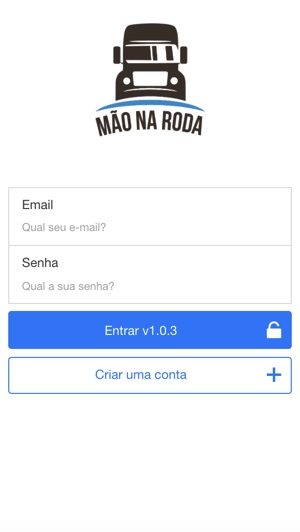 MÃO NA RODA
Email
Qual seu e-mail?
Senha
Qual a sua senha?
Entrar v1.0.3
Criar uma conta